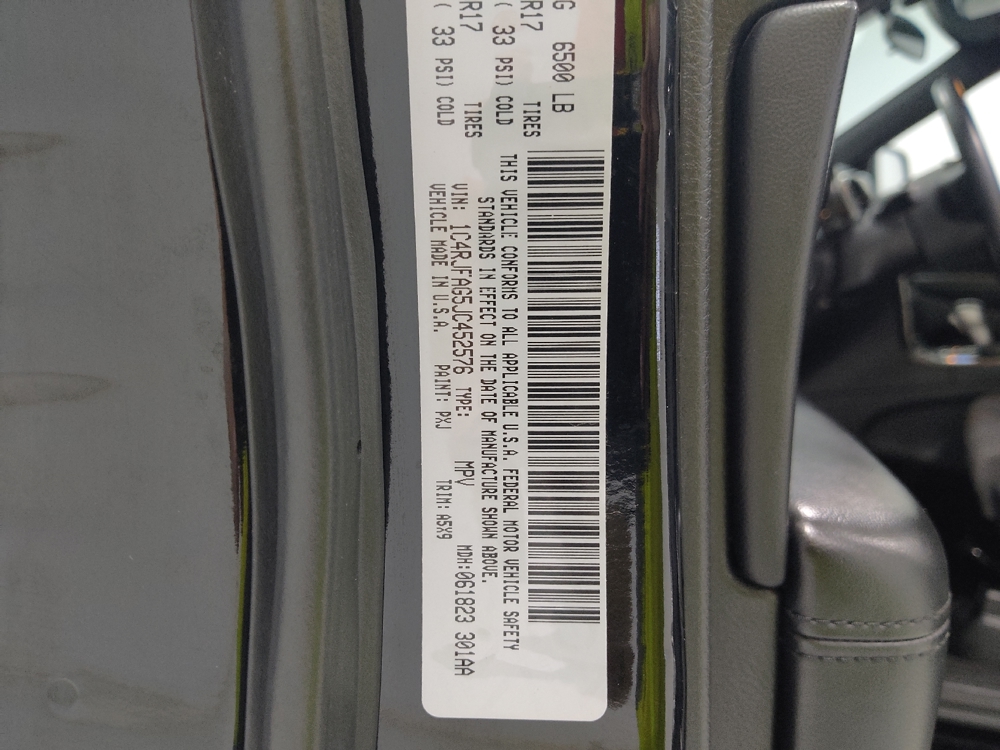 G 6500 LB
R17 TIRES
( 33 PSI) COLD
R17 TIRES
( 33 PSI) COLD
THIS VEHICLE CONFORMS TO ALL APPLICABLE U.S.A. FEDERAL MOTOR VEHICLE SAFETY
STANDARDS IN EFFECT ON THE DATE OF MANUFACTURE SHOWN ABOVE.
VIN: 1C4RJFAG5JC452576 TYPE: MPV MDH:061823 301AA
VEHICLE MADE IN U.S.A. PAINT: PXJ TRIM: A5X9